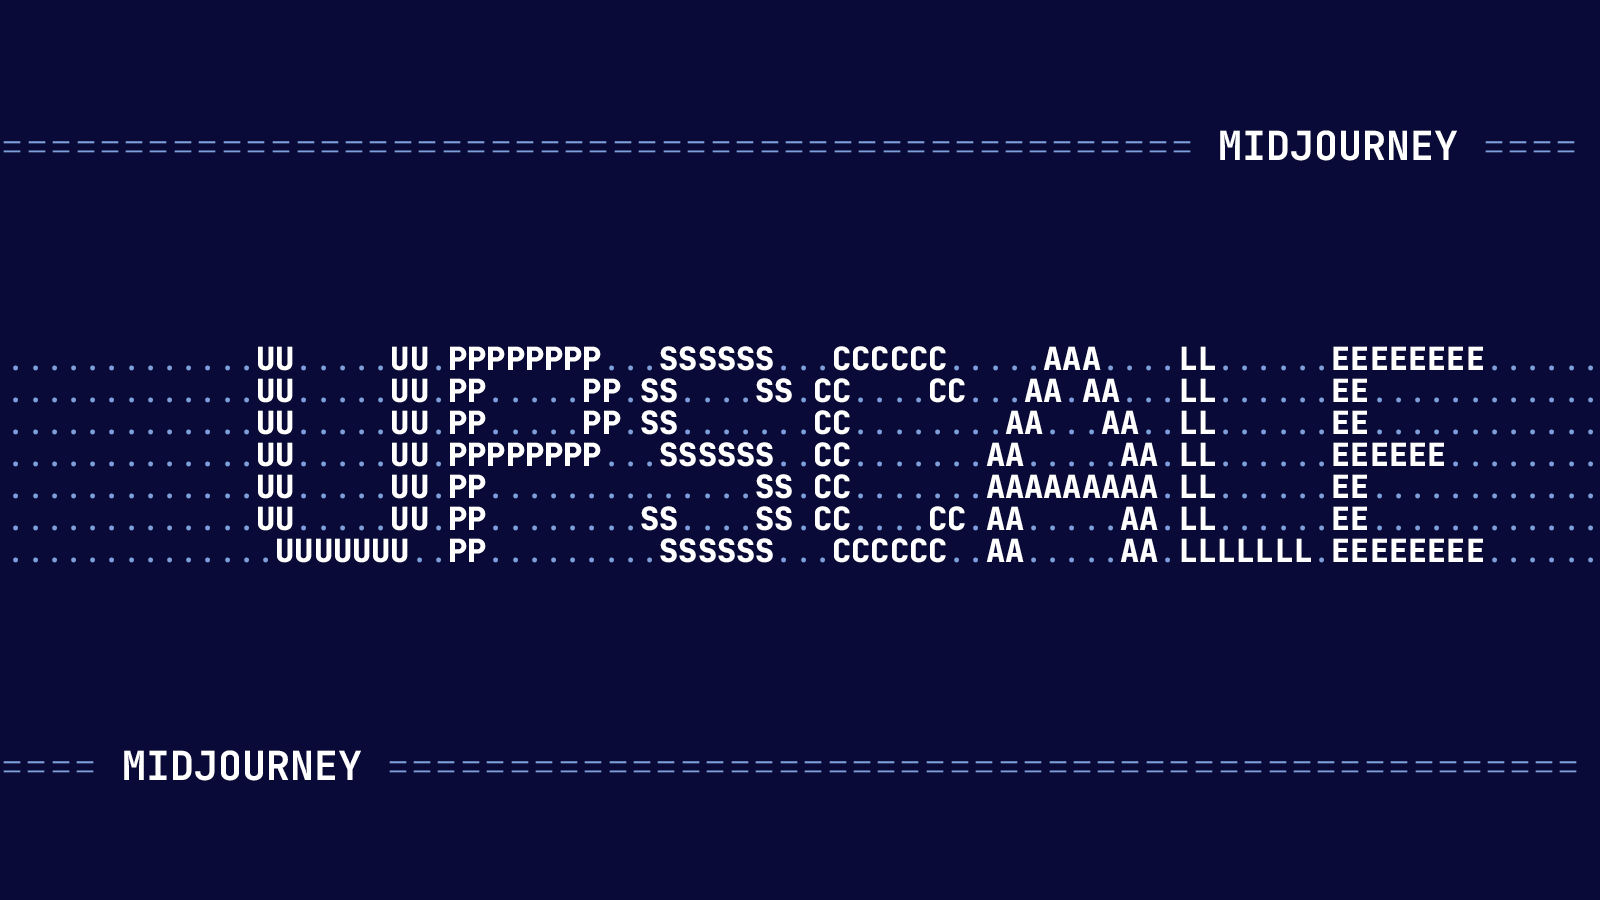 ==================================================== MIDJOURNEY ====
.............UU.....UU.PPPPPPPP...SSSSSS...CCCCCC.....AAA....LL......EEEEEEEE......
.............UU.....UU.PP.....PP.SS....SS.CC....CC...AA.AA...LL......EE............
.............UU.....UU.PP.....PP.SS.......CC........AA...AA..LL......EE............
.............UU.....UU.PPPPPPPP...SSSSSS..CC.......AA.....AA.LL......EEEEEE........
.............UU.....UU.PP..............SS.CC.......AAAAAAAAA.LL......EE............
.............UU.....UU.PP........SS....SS.CC....CC.AA.....AA.LL......EE............
..............UUUUUUU..PP.........SSSSSS...CCCCCC..AA.....AA.LLLLLLL.EEEEEEEE......
==== MIDJOURNEY =================================================